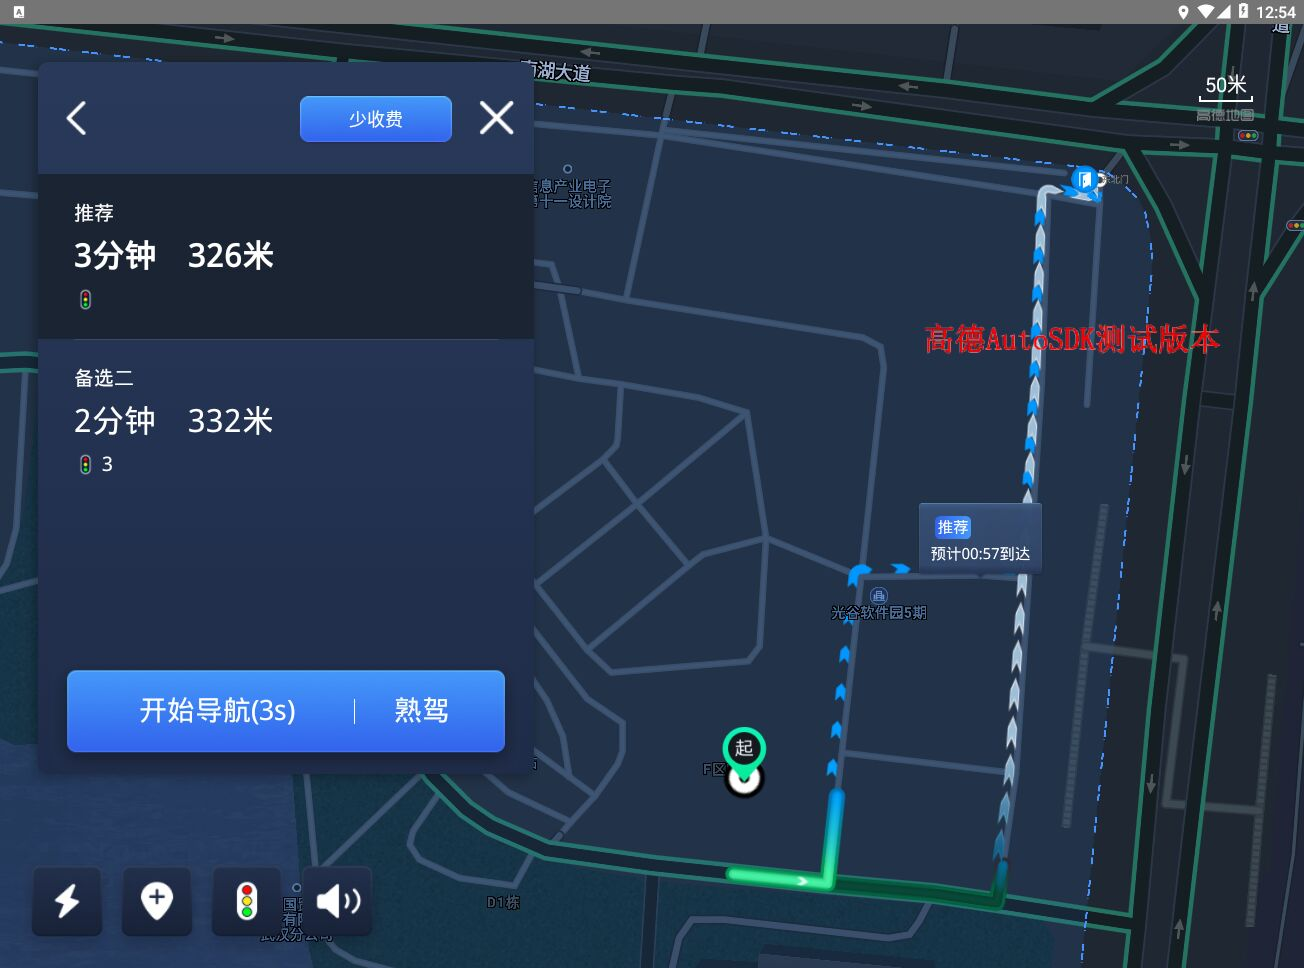 12:54
道
南湖大道
50米
高德地图
少收费
推荐
3分钟 326米
备选二
2分钟 332米
3
开始导航(3s)
熟驾
信息产业电子
第十一设计院
东北门
高德AutoSDK测试版本
推荐
预计00:57到达
光谷软件园5期
起
F区
D1栋
武汉分公司